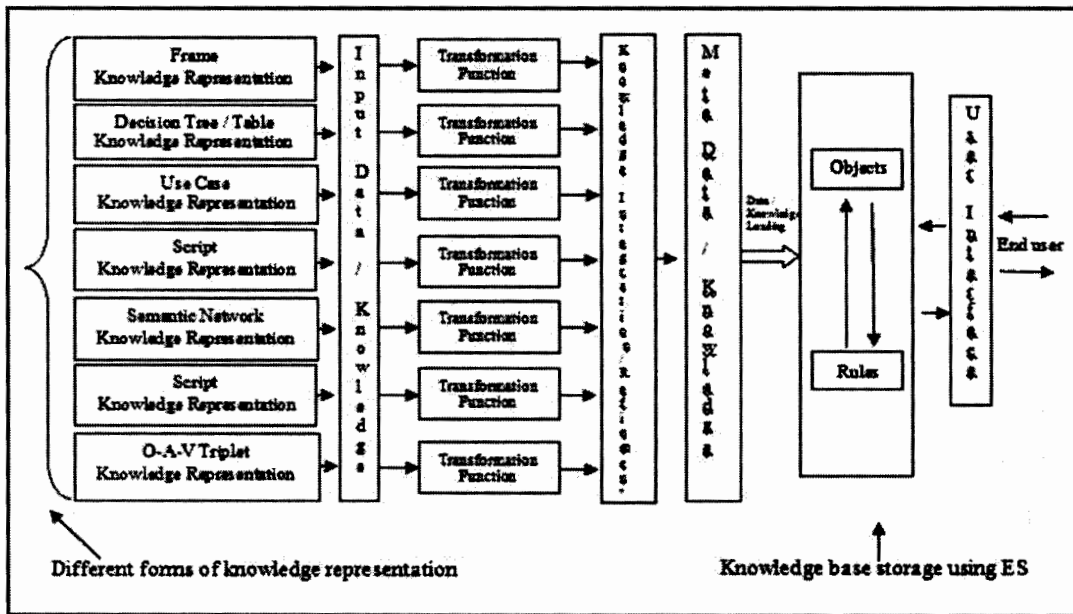 Frame
Knowledge Representation
Decision Tree / Table
Knowledge Representation
Use Case
Knowledge Representation
Script
Knowledge Representation
Semantic Network
Knowledge Representation
Script
Knowledge Representation
O-A-V Triplet
Knowledge Representation
Input Data / Knowledge
Transformation
Function
Transformation
Function
Transformation
Function
Transformation
Function
Transformation
Function
Transformation
Function
Transformation
Function
Knowledge
Meta Data / Knowledge
Data /
Knowledge
Loading
Objects
Rules
User Interface
End user
Different forms of knowledge representation
Knowledge base storage using ES